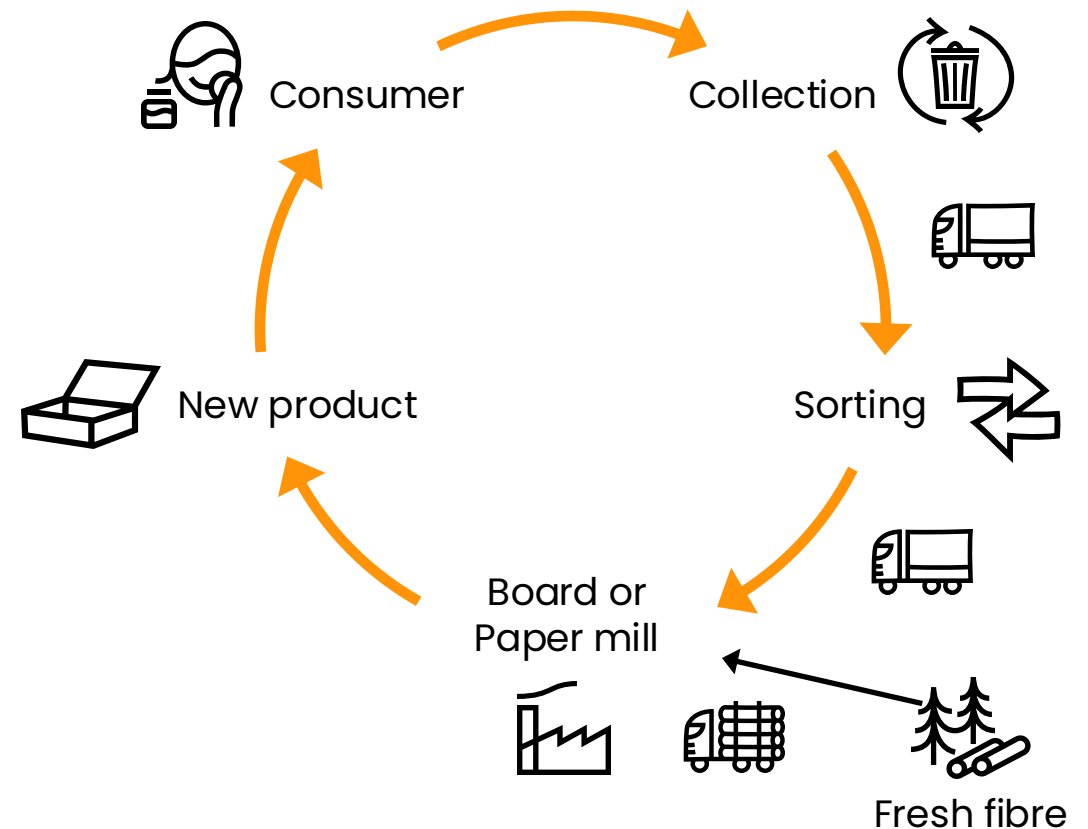 Consumer
Collection
New product
Sorting
Board or
Paper mill
Fresh fibre